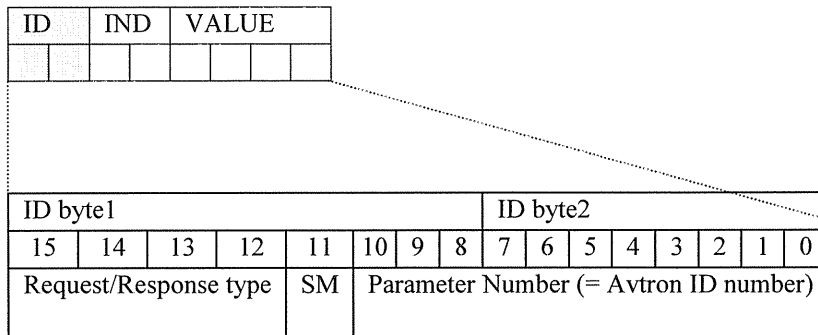 ID IND VALUE
ID byte1 ID byte2
15 14 13 12 11 10 9 8 7 6 5 4 3 2 1 0
Request/Response type SM Parameter Number (= Avtron ID number)